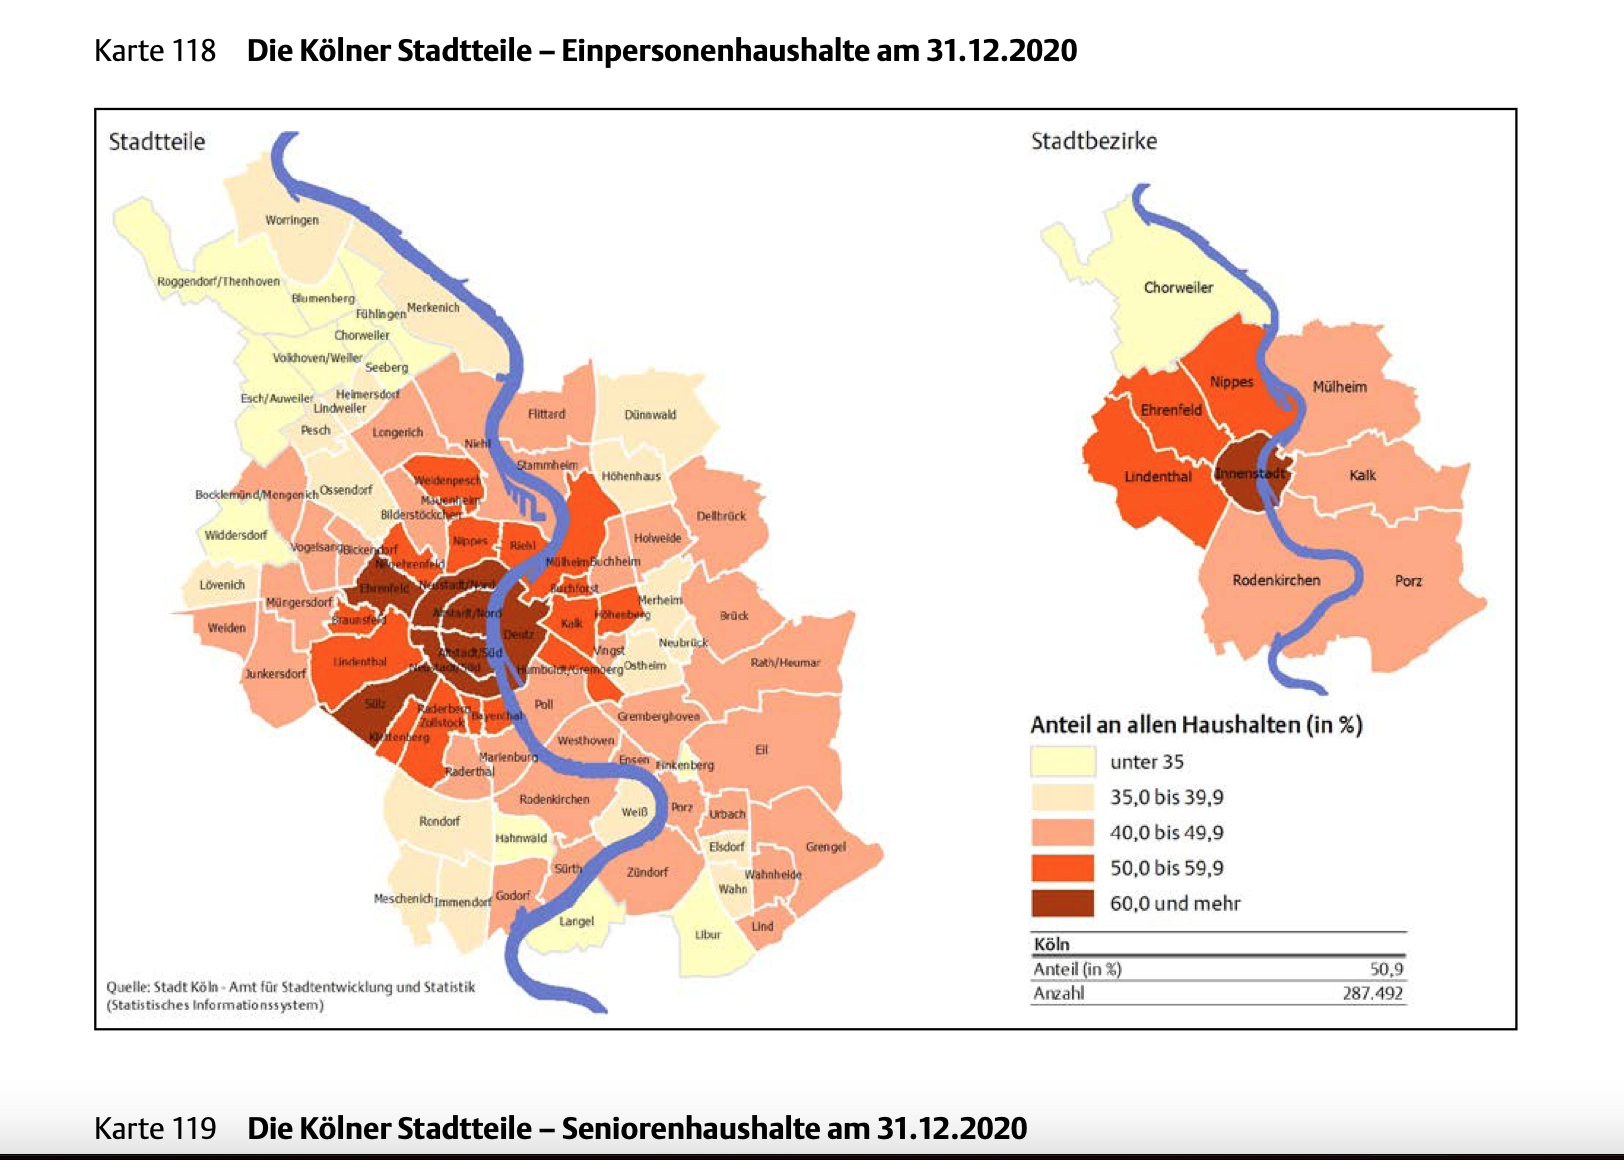 Karte 118 Die Kölner Stadtteile – Einpersonenhaushalte am 31.12.2020
Stadtteile
Worringen
Roggendorf/Thenhoven
Blumenberg
Fühlingen
Merkenich
Chorweiler
Volkhoven/Weiler
Seeberg
Esch/Auweiler
Heimersdorf
Lindweiler
Pesch
Longerich
Niehl
Flittard
Dünnwald
Stammheim
Höhenhaus
Weidenpesch
Ossendorf
Bocklemünd/Mengenich
Mauenheim
Bilderstöckchen
Dellbrück
Widdersdorf
Vogelsang
Bickendorf
Nippes
Riehl
Holweide
Neuehrenfeld
Mülheim
Buchheim
Lövenich
Ehrenfeld
Neustadt/Nord
Buchforst
Müngersdorf
Merheim
Altstadt/Nord
Höhenberg
Brück
Weiden
Braunsfeld
Kalk
Deutz
Neubrück
Altstadt/Süd
Vingst
Lindenthal
Neustadt/Süd
Humboldt/Gremberg
Ostheim
Rath/Heumar
Junkersdorf
Sülz
Raderberg
Zollstock
Bayenthal
Poll
Gremberghoven
Klettenberg
Westhoven
Eil
Marienburg
Ensen
Finkenberg
Raderthal
Rodenkirchen
Weiß
Porz
Urbach
Rondorf
Hahnwald
Elsdorf
Grengel
Sürth
Zündorf
Wahnheide
Wahn
Meschenich
Immendorf
Godorf
Langel
Libur
Lind
Quelle: Stadt Köln - Amt für Stadtentwicklung und Statistik
(Statistisches Informationssystem)
Stadtbezirke
Chorweiler
Nippes
Mülheim
Ehrenfeld
Lindenthal
Innenstadt
Kalk
Rodenkirchen
Porz
Anteil an allen Haushalten (in %)
unter 35
35,0 bis 39,9
40,0 bis 49,9
50,0 bis 59,9
60,0 und mehr
Köln
Anteil (in %) 50,9
Anzahl 287.492
Karte 119 Die Kölner Stadtteile – Seniorenhaushalte am 31.12.2020